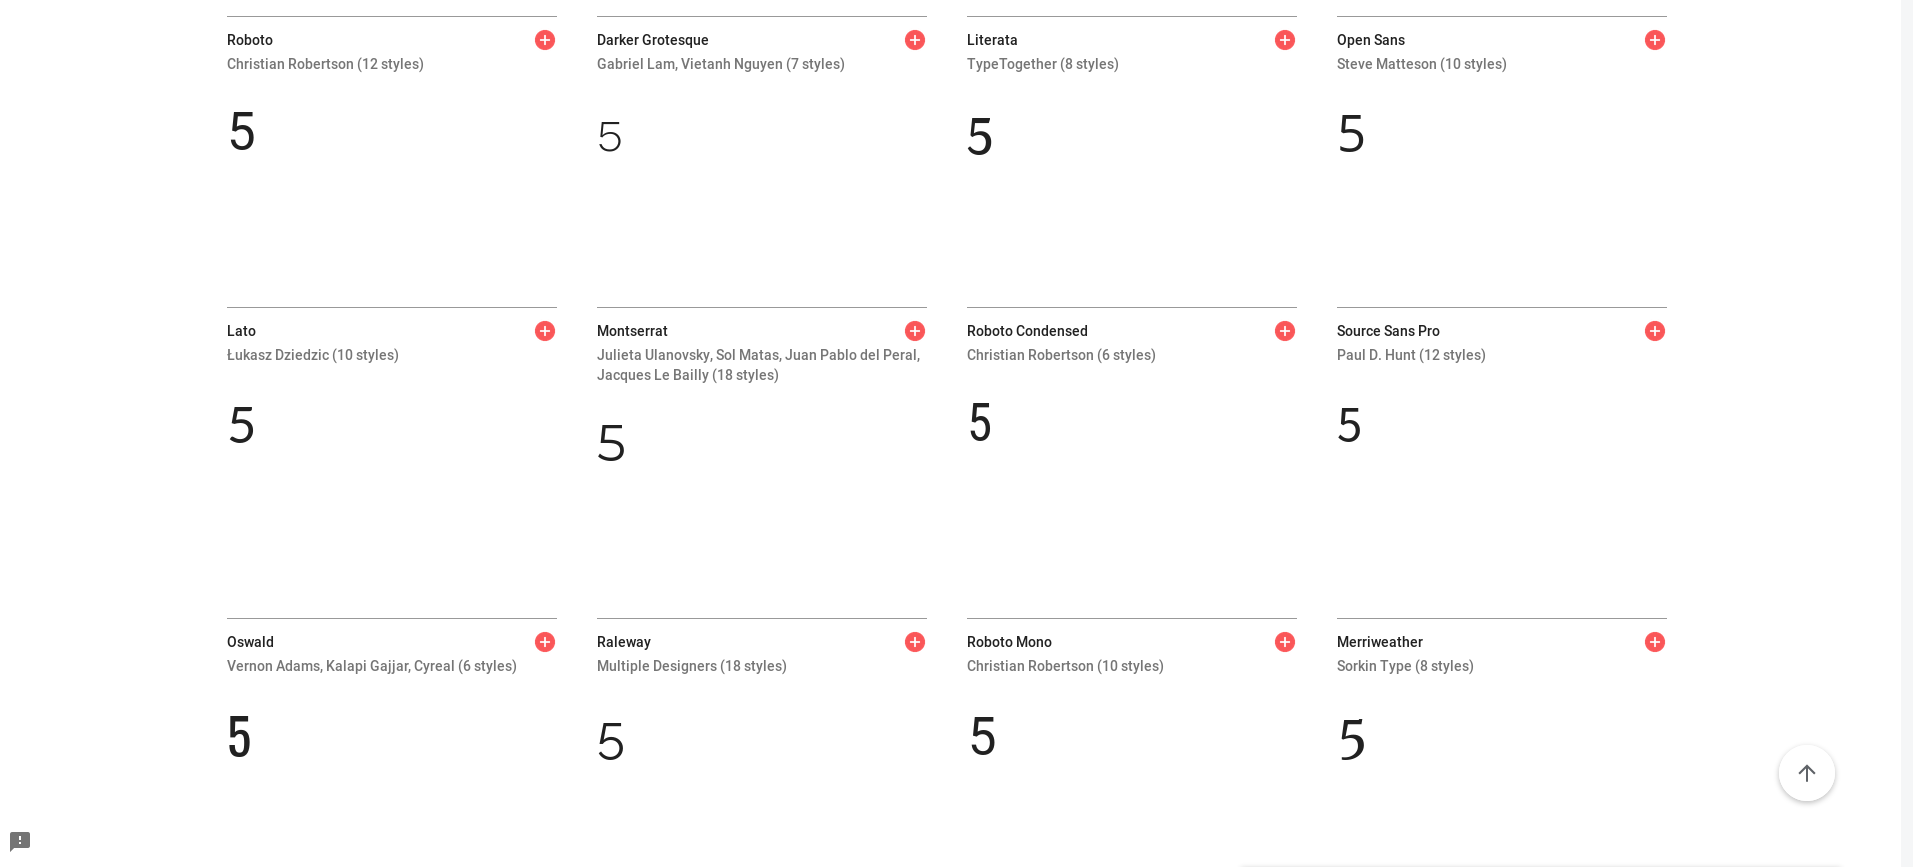 Roboto
Christian Robertson (12 styles)
5
Darker Grotesque
Gabriel Lam, Vietanh Nguyen (7 styles)
5
Literata
TypeTogether (8 styles)
5
Open Sans
Steve Matteson (10 styles)
5
Lato
Łukasz Dziedzic (10 styles)
5
Montserrat
Julieta Ulanovsky, Sol Matas, Juan Pablo del Peral,
Jacques Le Bailly (18 styles)
5
Roboto Condensed
Christian Robertson (6 styles)
5
Source Sans Pro
Paul D. Hunt (12 styles)
5
Oswald
Vernon Adams, Kalapi Gajjar, Cyreal (6 styles)
5
Raleway
Multiple Designers (18 styles)
5
Roboto Mono
Christian Robertson (10 styles)
5
Merriweather
Sorkin Type (8 styles)
5